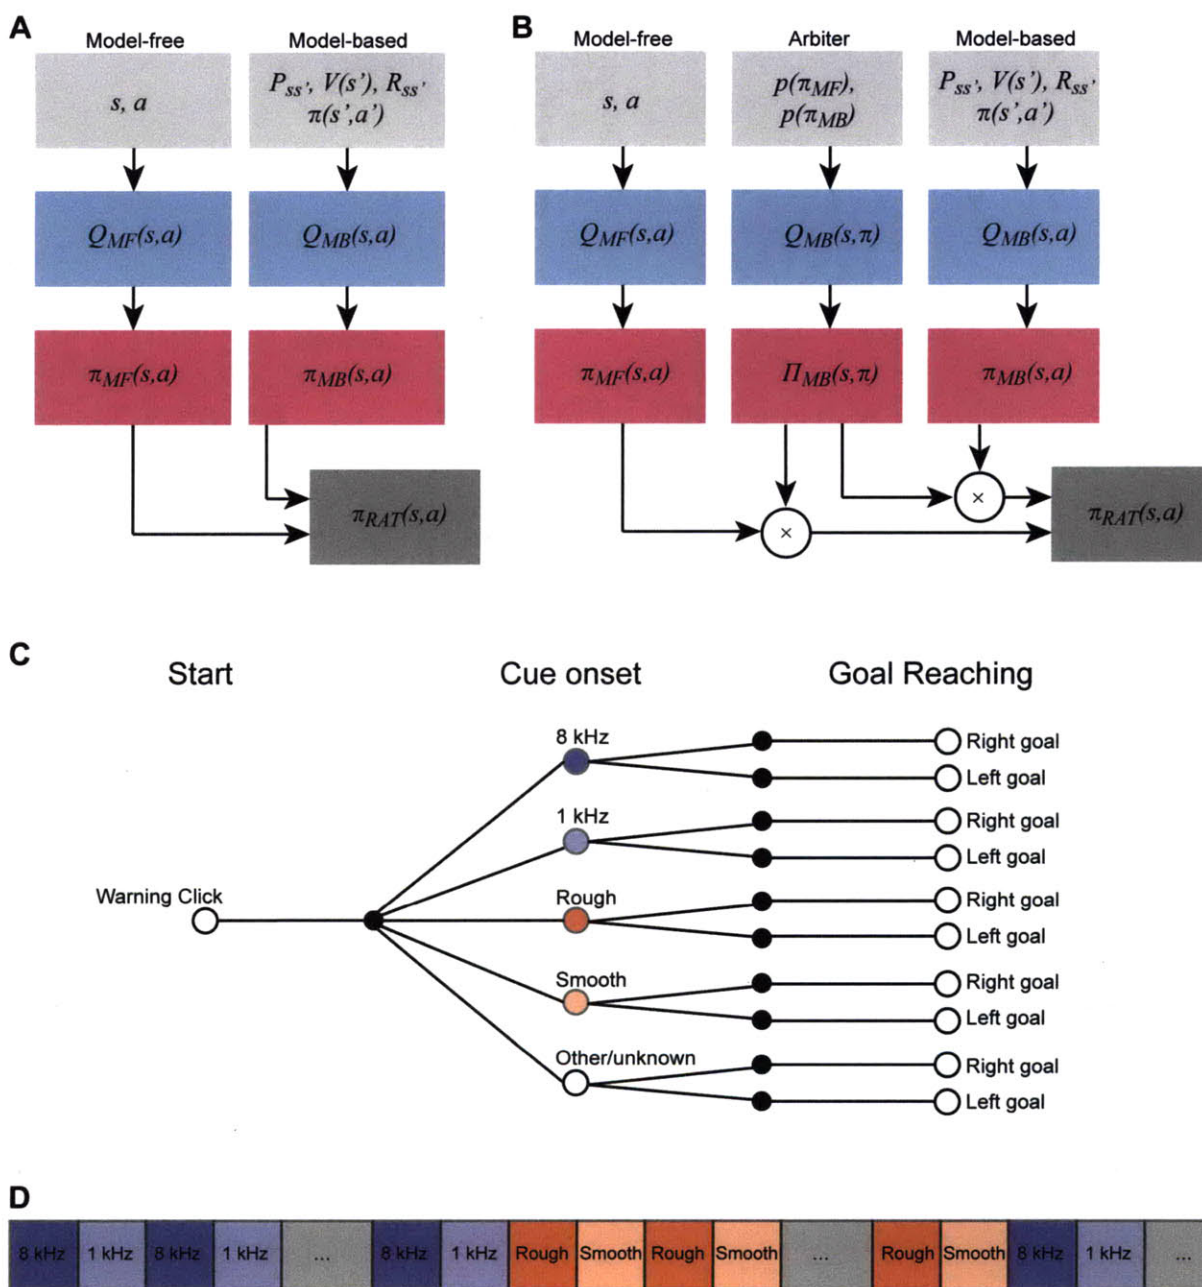 A
Model-free
Model-based
s, a
Pss', V(s'), Rss'
π(s',a')
QMF(s,a)
QMB(s,a)
πMF(s,a)
πMB(s,a)
πRAT(s,a)
B
Model-free
Arbiter
Model-based
s, a
p(πMF),
p(πMB)
Pss', V(s'), Rss'
π(s',a')
QMF(s,a)
QMB(s,π)
QMB(s,a)
πMF(s,a)
ΠMB(s,π)
πMB(s,a)
×
×
πRAT(s,a)
C
Start
Cue onset
Goal Reaching
8 kHz
Right goal
Left goal
1 kHz
Right goal
Left goal
Warning Click
Rough
Right goal
Left goal
Smooth
Right goal
Left goal
Other/unknown
Right goal
Left goal
D
8 kHz 1 kHz 8 kHz 1 kHz ... 8 kHz 1 kHz Rough Smooth Rough Smooth ... Rough Smooth 8 kHz 1 kHz ...